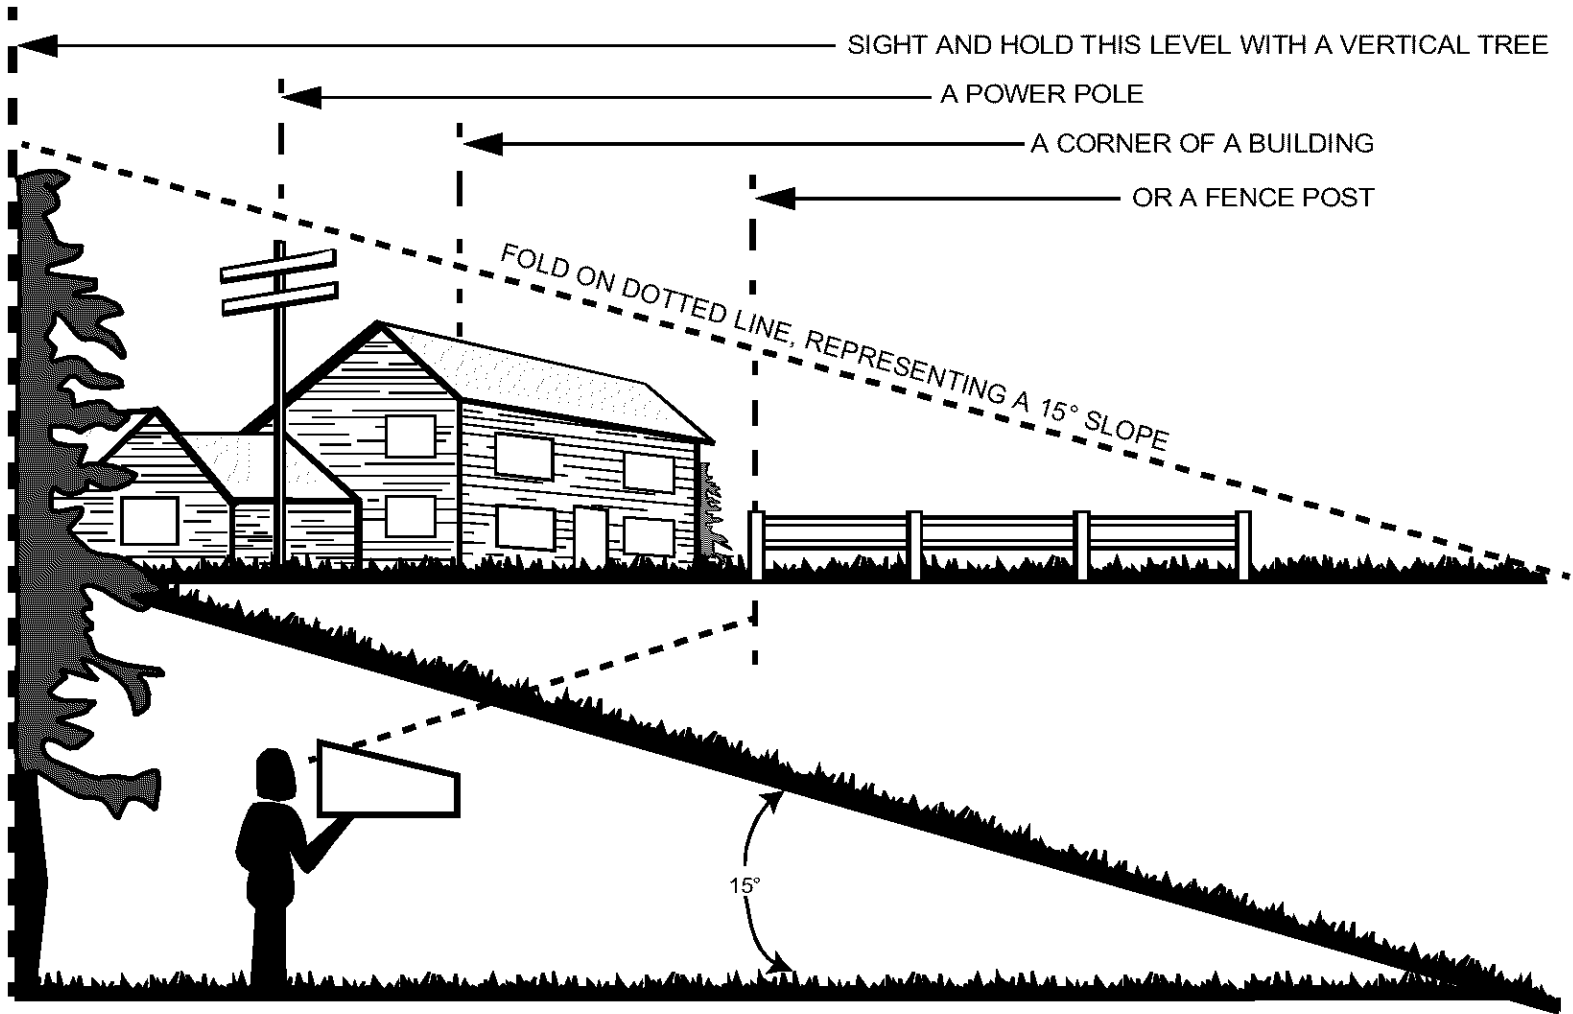 SIGHT AND HOLD THIS LEVEL WITH A VERTICAL TREE
A POWER POLE
A CORNER OF A BUILDING
OR A FENCE POST
FOLD ON DOTTED LINE, REPRESENTING A 15° SLOPE
15°